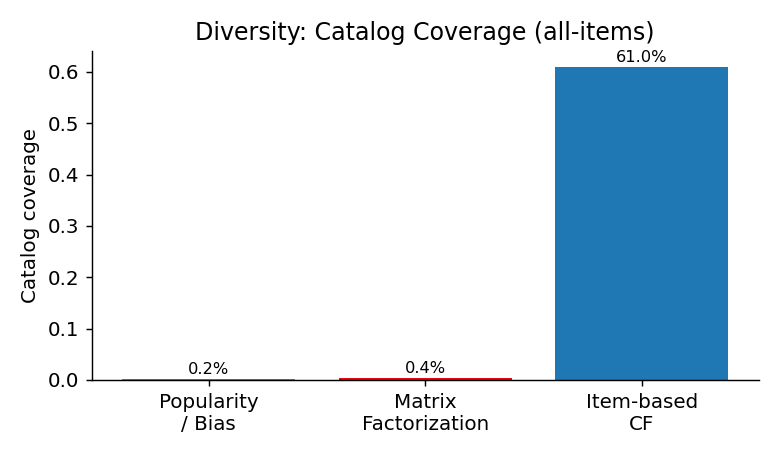 Diversity: Catalog Coverage (all-items)
Catalog coverage
0.6
0.5
0.4
0.3
0.2
0.1
0.0
0.2%
0.4%
61.0%
Popularity
/ Bias
Matrix
Factorization
Item-based
CF